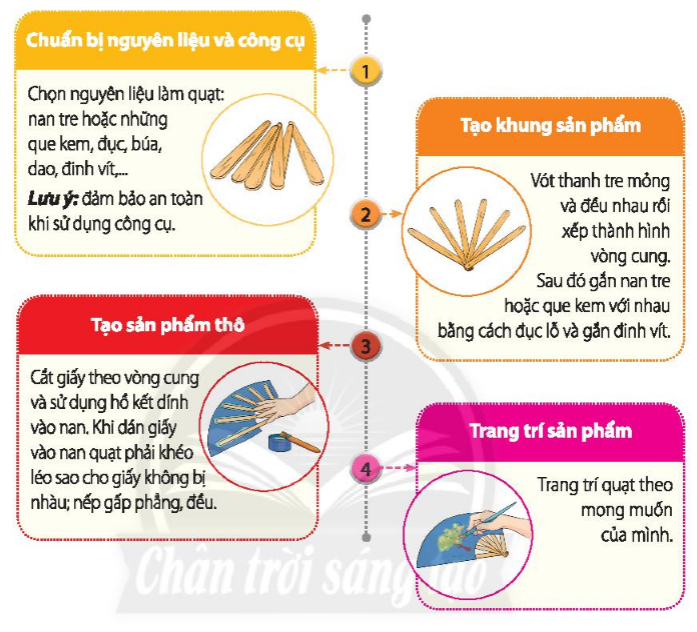 Chuẩn bị nguyên liệu và công cụ
1
Chọn nguyên liệu làm quạt:
nan tre hoặc những
que kem, đục, búa,
dao, đinh vít,...
Lưu ý: đảm bảo an toàn
khi sử dụng công cụ.
Tạo khung sản phẩm
2
Vót thanh tre mỏng
và đều nhau rồi
xếp thành hình
vòng cung.
Sau đó gắn nan tre
hoặc que kem với nhau
bằng cách đục lỗ và gắn đinh vít.
Tạo sản phẩm thô
3
Cắt giấy theo vòng cung
và sử dụng hồ kết dính
vào nan. Khi dán giấy
vào nan quạt phải khéo
léo sao cho giấy không bị
nhàu; nếp gấp phẳng, đều.
Trang trí sản phẩm
4
Trang trí quạt theo
mong muốn
của mình.
Chân trời sáng tạo